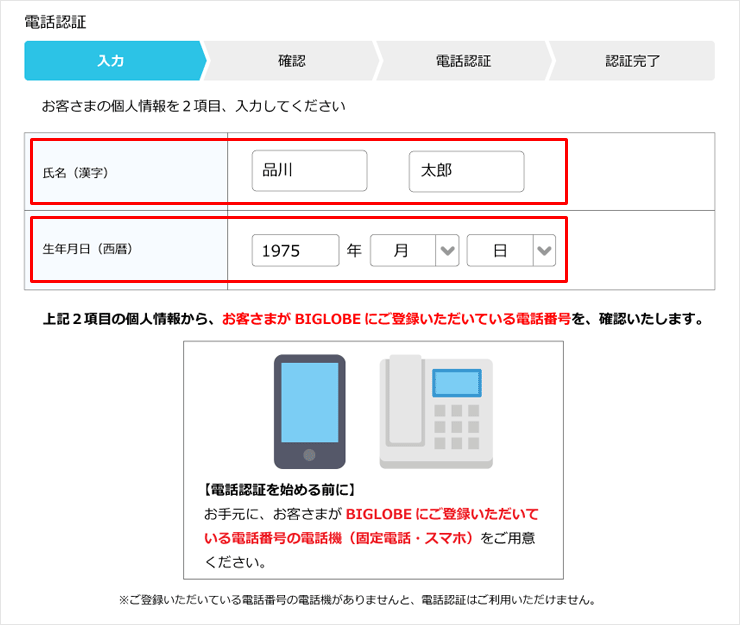 電話認証
入力 確認 電話認証 認証完了
お客さまの個人情報を２項目、入力してください
氏名（漢字） 品川 太郎
生年月日（西暦） 1975 年 月 日
上記２項目の個人情報から、お客さまが BIGLOBE にご登録いただいている電話番号を、確認いたします。
【電話認証を始める前に】
お手元に、お客さまが BIGLOBE にご登録いただいて
いる電話番号の電話機（固定電話・スマホ）をご用意
ください。
※ご登録いただいている電話番号の電話機がありませんと、電話認証はご利用いただけません。